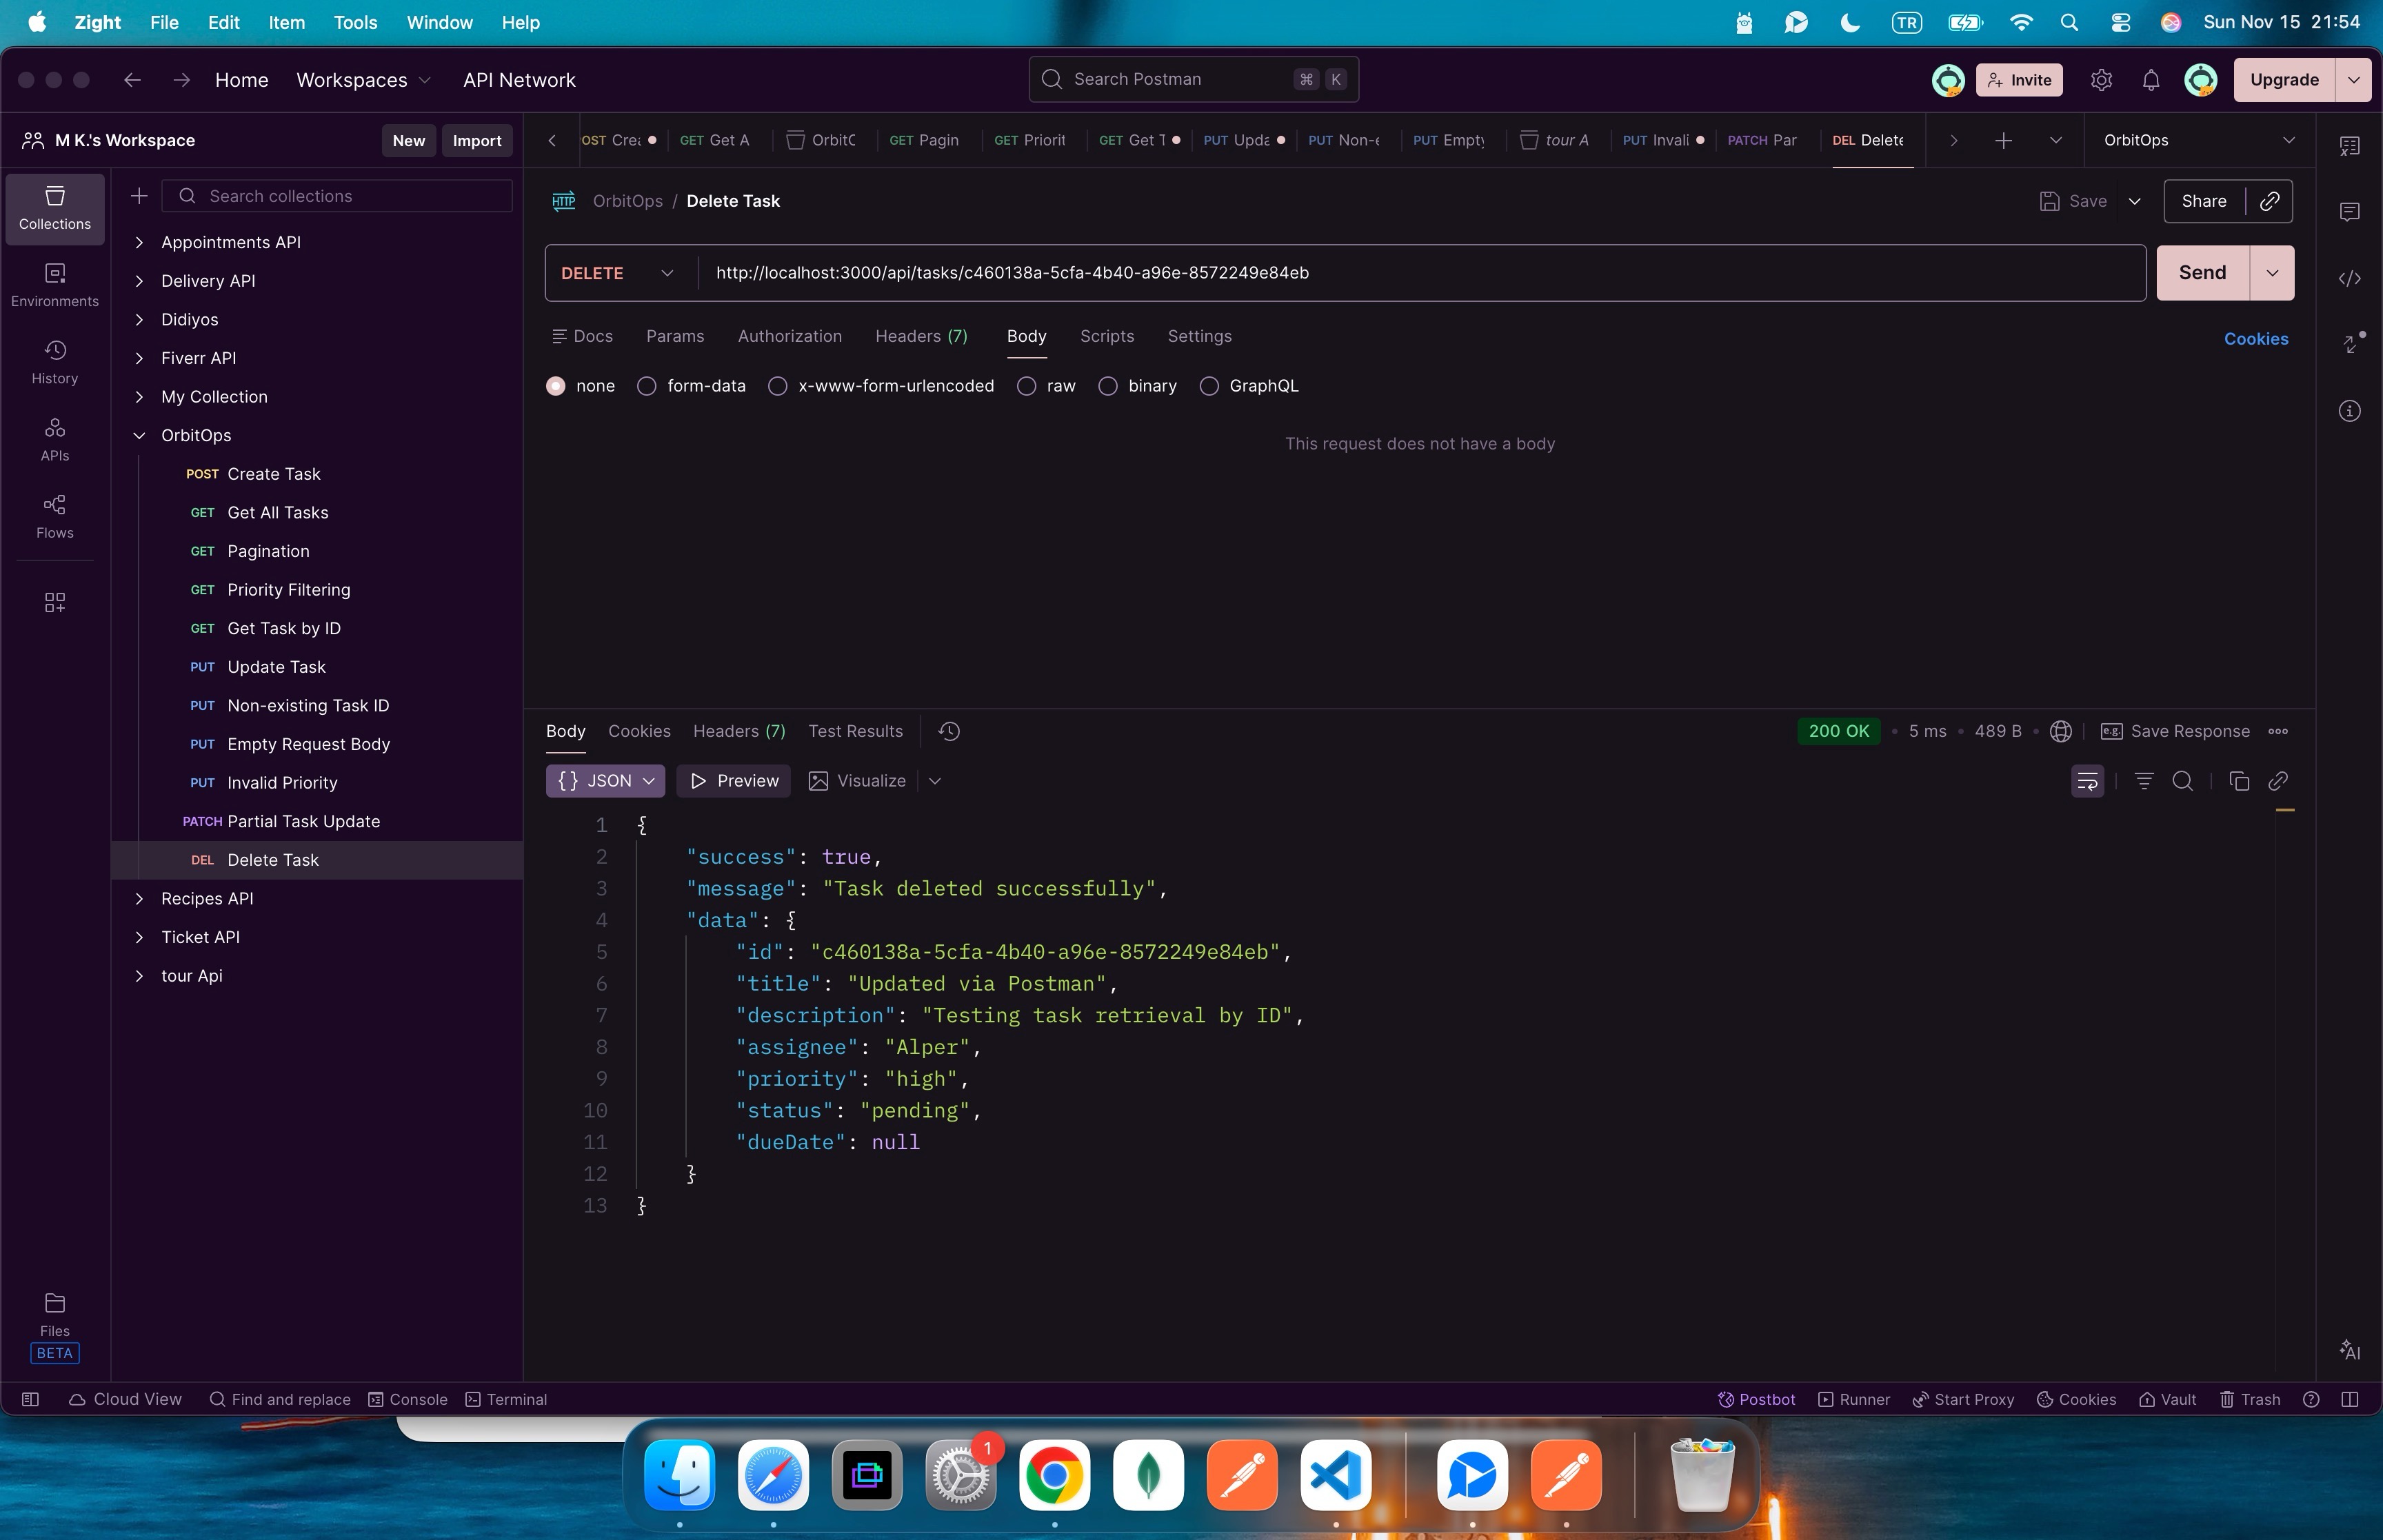 Zight File Edit Item Tools Window Help TR Sun Nov 15 21:54
Home Workspaces API Network Search Postman ⌘ K Invite Upgrade
M K.'s Workspace New Import OST Crea GET Get A OrbitC GET Pagin GET Priorit GET Get T PUT Upda PUT Non-e PUT Empty tour A PUT Invali PATCH Par DEL Delete OrbitOps
Collections
Environments
History
APIs
Flows
Files
BETA
Search collections
Appointments API
Delivery API
Didiyos
Fiverr API
My Collection
OrbitOps
POST Create Task
GET Get All Tasks
GET Pagination
GET Priority Filtering
GET Get Task by ID
PUT Update Task
PUT Non-existing Task ID
PUT Empty Request Body
PUT Invalid Priority
PATCH Partial Task Update
DEL Delete Task
Recipes API
Ticket API
tour Api
HTTP OrbitOps / Delete Task Save Share
DELETE http://localhost:3000/api/tasks/c460138a-5cfa-4b40-a96e-8572249e84eb Send
Docs Params Authorization Headers (7) Body Scripts Settings Cookies
none form-data x-www-form-urlencoded raw binary GraphQL
This request does not have a body
Body Cookies Headers (7) Test Results 200 OK • 5 ms • 489 B • e.g. Save Response
{} JSON Preview Visualize
1 {
2 "success": true,
3 "message": "Task deleted successfully",
4 "data": {
5 "id": "c460138a-5cfa-4b40-a96e-8572249e84eb",
6 "title": "Updated via Postman",
7 "description": "Testing task retrieval by ID",
8 "assignee": "Alper",
9 "priority": "high",
10 "status": "pending",
11 "dueDate": null
12 }
13 }
AI
Cloud View Find and replace Console Terminal Postbot Runner Start Proxy Cookies Vault Trash
1